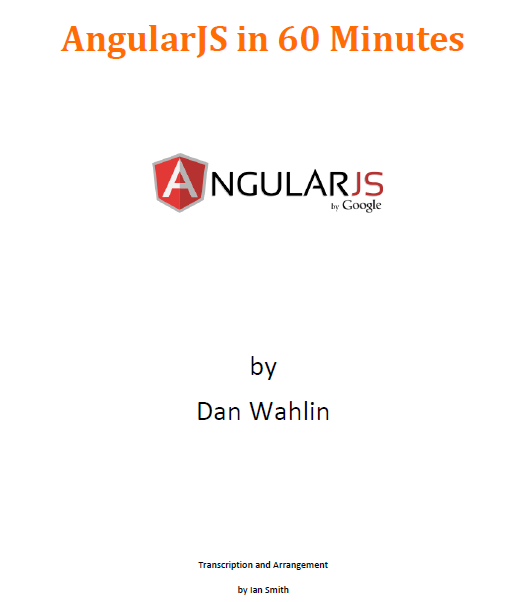 AngularJS in 60 Minutes
ANGULARJS
by Google
by
Dan Wahlin
Transcription and Arrangement
by Ian Smith